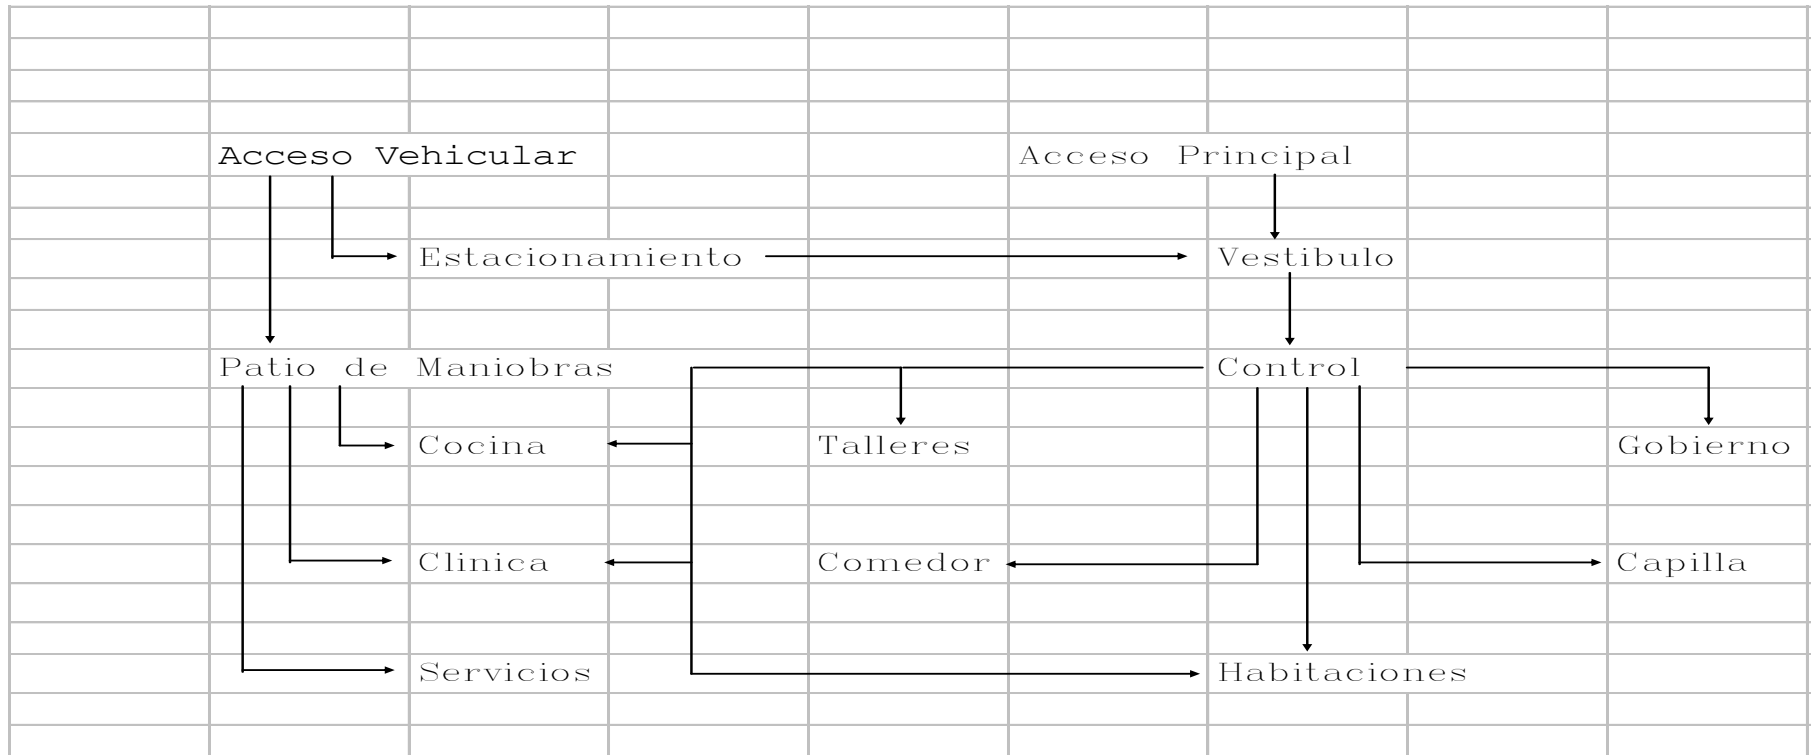 Acceso Vehicular
Acceso Principal
Estacionamiento
Vestibulo
Patio de Maniobras
Control
Cocina
Talleres
Gobierno
Clinica
Comedor
Capilla
Servicios
Habitaciones